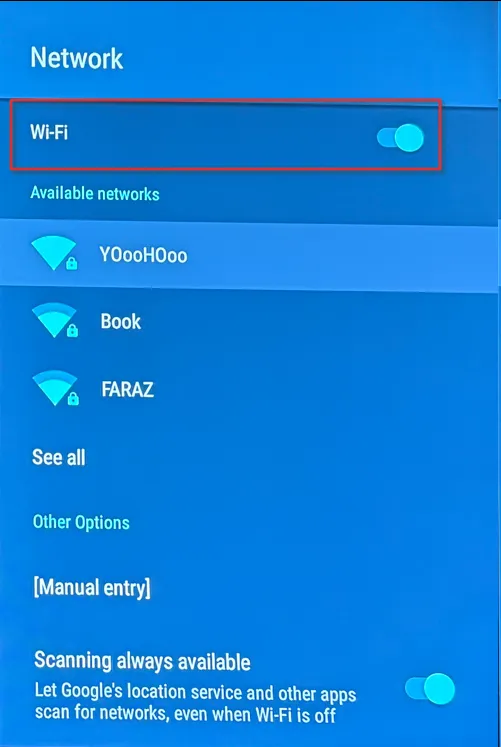 Network
Wi-Fi
Available networks
YOooHOoo
Book
FARAZ
See all
Other Options
[Manual entry]
Scanning always available
Let Google's location service and other apps
scan for networks, even when Wi-Fi is off